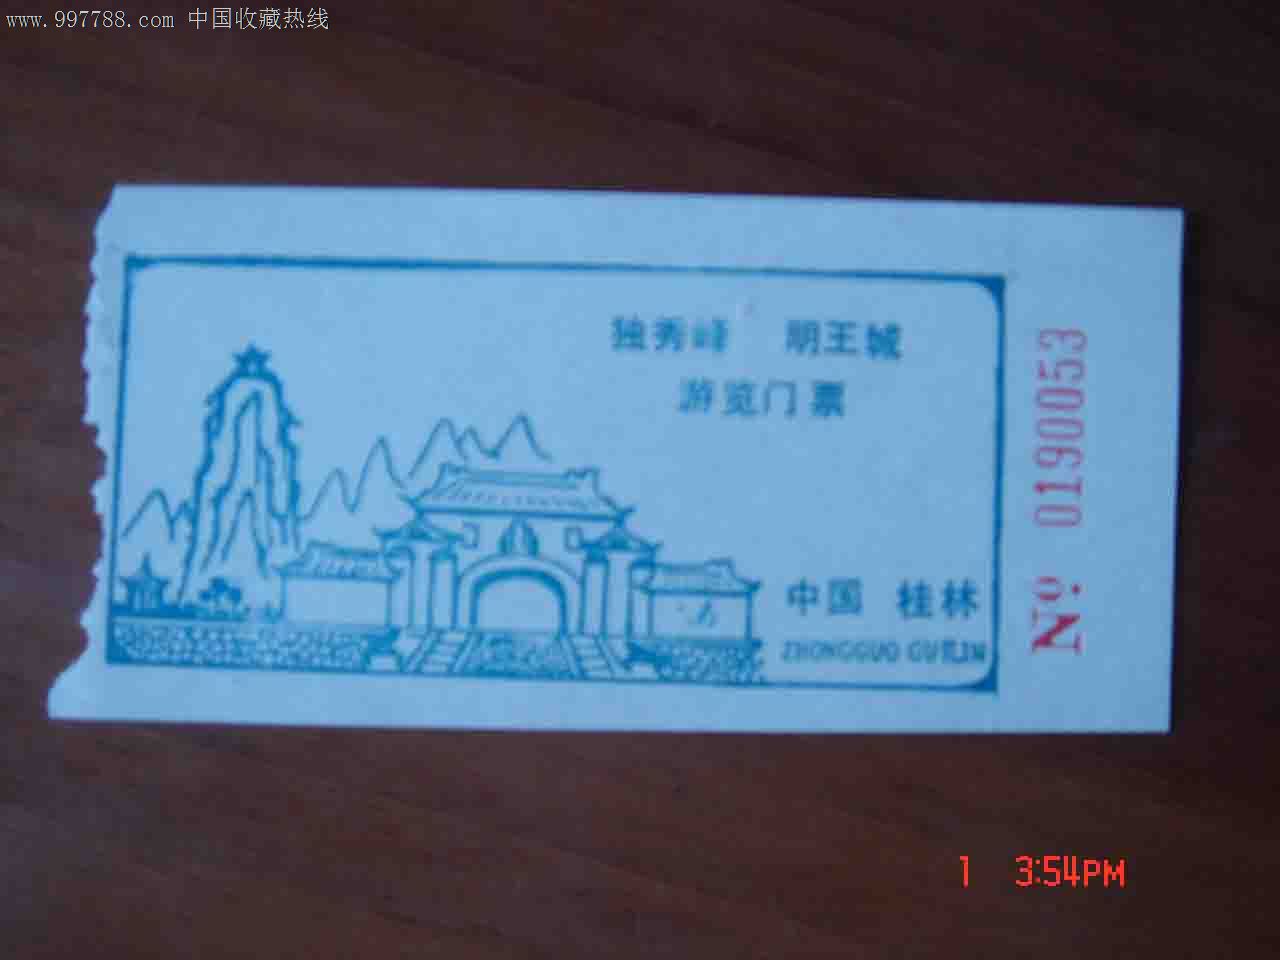 www.997788.com 中国收藏热线
独秀峰 明王城
游览门票
中国 桂林
ZHONGGUO GUILIN
No. 0190053
1 3:54PM